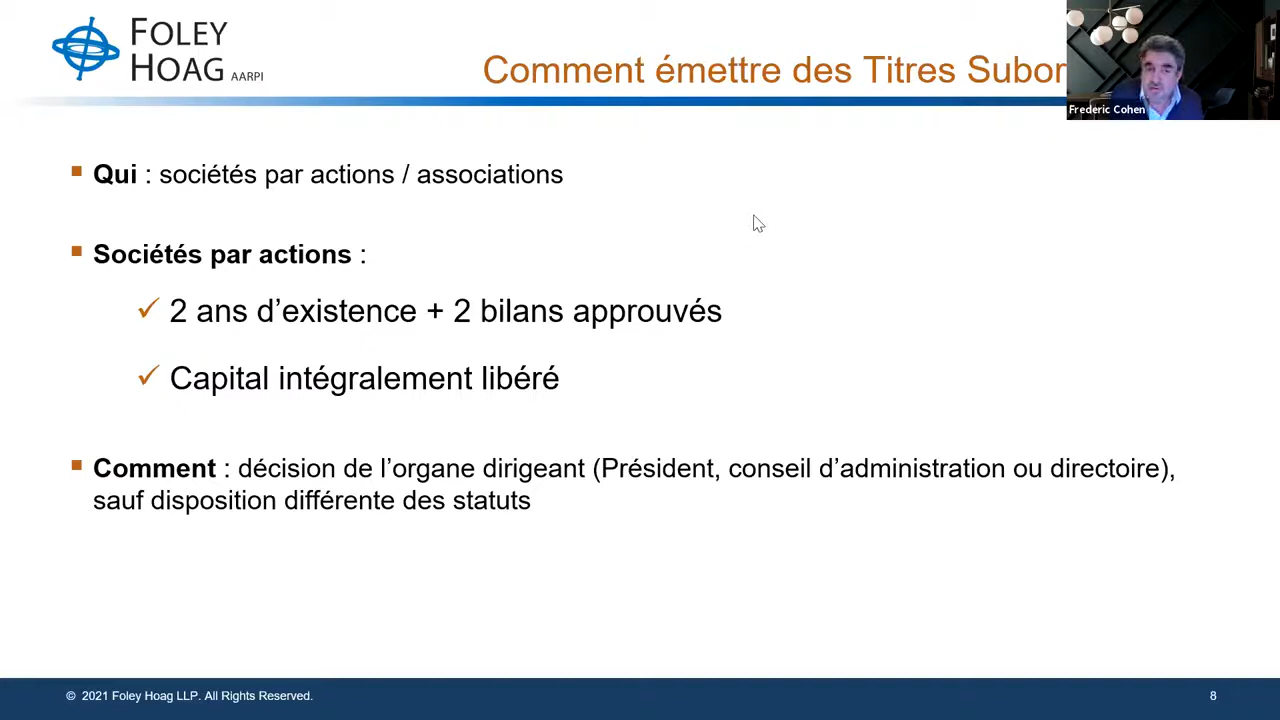 FOLEY
HOAG AARPI
Comment émettre des Titres Subor
Frederic Cohen
▪ Qui : sociétés par actions / associations
▪ Sociétés par actions :
✓ 2 ans d’existence + 2 bilans approuvés
✓ Capital intégralement libéré
▪ Comment : décision de l’organe dirigeant (Président, conseil d’administration ou directoire),
sauf disposition différente des statuts
© 2021 Foley Hoag LLP. All Rights Reserved.
8